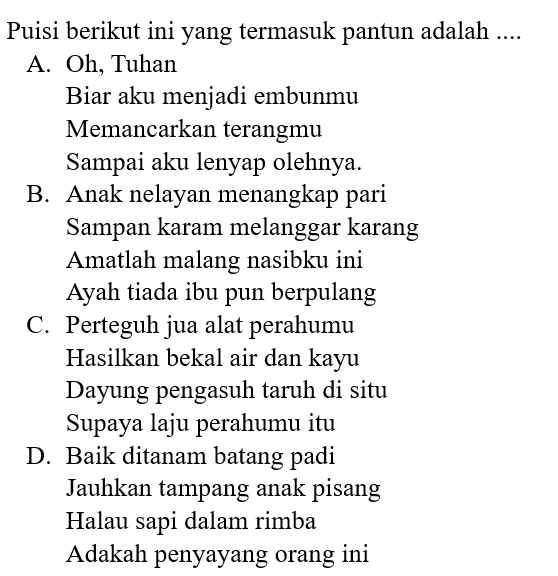 Puisi berikut ini yang termasuk pantun adalah ....
A. Oh, Tuhan
Biar aku menjadi embunmu
Memancarkan terangmu
Sampai aku lenyap olehnya.
B. Anak nelayan menangkap pari
Sampan karam melanggar karang
Amatlah malang nasibku ini
Ayah tiada ibu pun berpulang
C. Perteguh jua alat perahumu
Hasilkan bekal air dan kayu
Dayung pengasuh taruh di situ
Supaya laju perahumu itu
D. Baik ditanam batang padi
Jauhkan tampang anak pisang
Halau sapi dalam rimba
Adakah penyayang orang ini